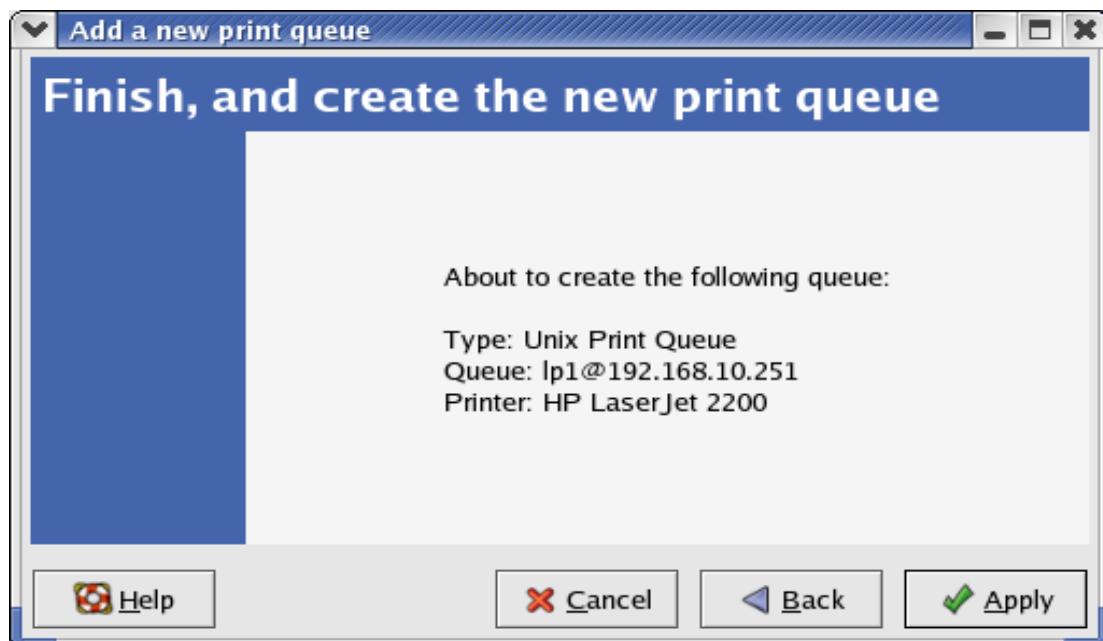 Add a new print queue
Finish, and create the new print queue
About to create the following queue:
Type: Unix Print Queue
Queue: lp1@192.168.10.251
Printer: HP LaserJet 2200
Help
Cancel
Back
Apply